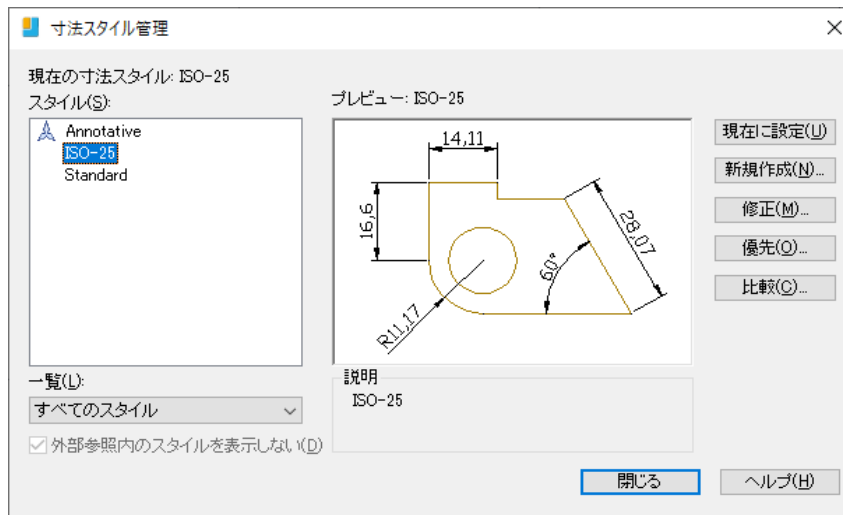 寸法スタイル管理
現在の寸法スタイル: ISO-25
スタイル(S):
Annotative
ISO-25
Standard
一覧(L):
すべてのスタイル
外部参照内のスタイルを表示しない(D)
プレビュー: ISO-25
14,11
16,6
28,07
60°
R11,17
説明
ISO-25
現在に設定(U)
新規作成(N)...
修正(M)...
優先(O)...
比較(C)...
閉じる
ヘルプ(H)